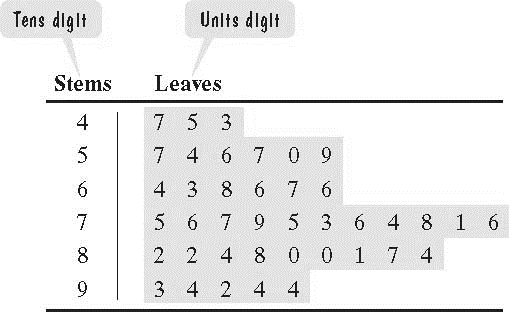 Tens digit Units digit
Stems Leaves
4 7 5 3
5 7 4 6 7 0 9
6 4 3 8 6 7 6
7 5 6 7 9 5 3 6 4 8 1 6
8 2 2 4 8 0 0 1 7 4
9 3 4 2 4 4